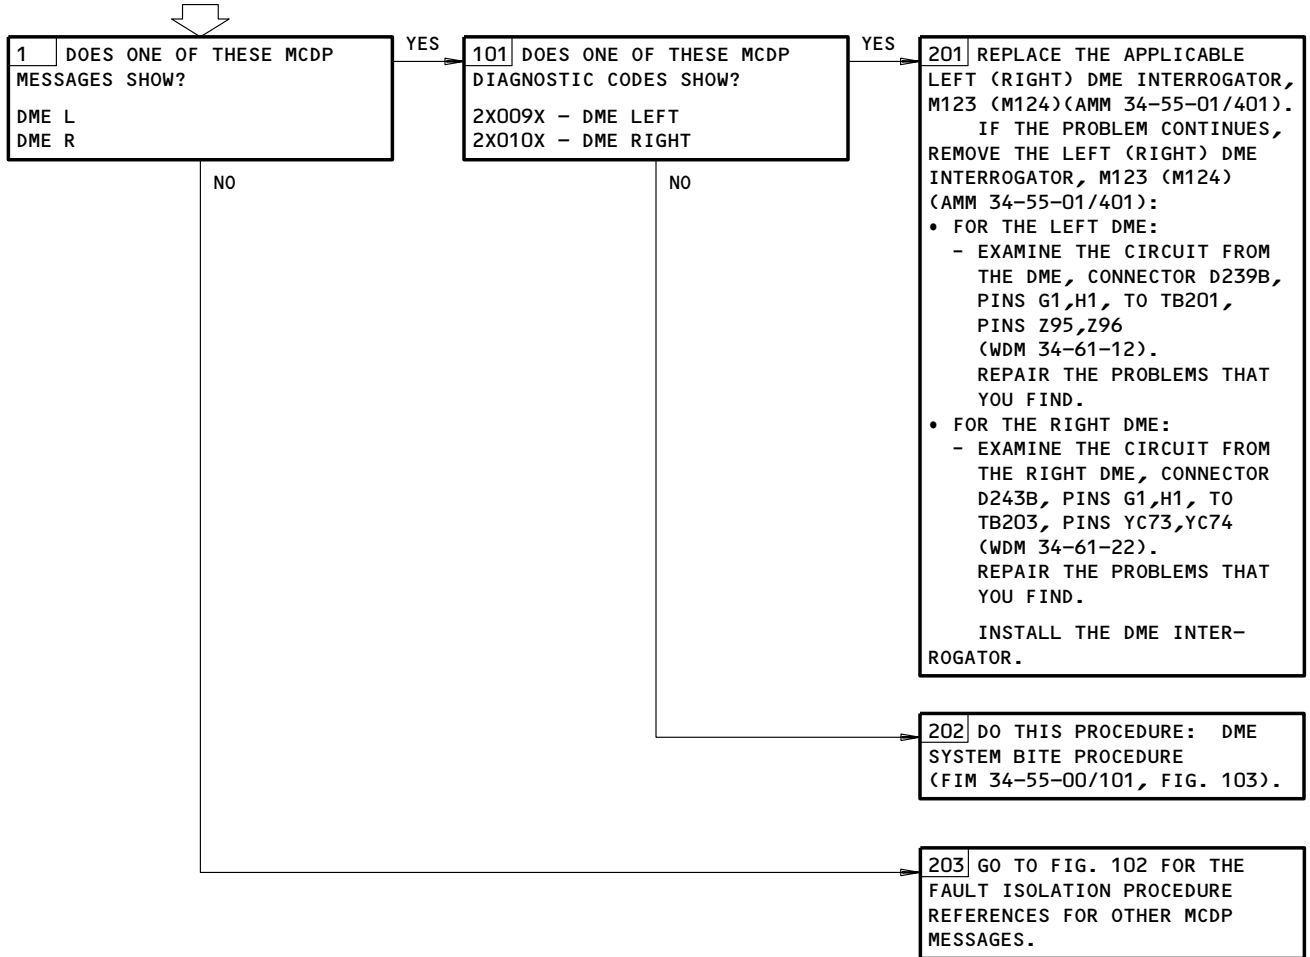 1 DOES ONE OF THESE MCDP
MESSAGES SHOW?
DME L
DME R
YES
NO
101 DOES ONE OF THESE MCDP
DIAGNOSTIC CODES SHOW?
2X009X – DME LEFT
2X010X – DME RIGHT
YES
NO
201 REPLACE THE APPLICABLE
LEFT (RIGHT) DME INTERROGATOR,
M123 (M124)(AMM 34–55–01/401).
IF THE PROBLEM CONTINUES,
REMOVE THE LEFT (RIGHT) DME
INTERROGATOR, M123 (M124)
(AMM 34–55–01/401):
• FOR THE LEFT DME:
– EXAMINE THE CIRCUIT FROM
THE DME, CONNECTOR D239B,
PINS G1,H1, TO TB201,
PINS Z95,Z96
(WDM 34–61–12).
REPAIR THE PROBLEMS THAT
YOU FIND.
• FOR THE RIGHT DME:
– EXAMINE THE CIRCUIT FROM
THE RIGHT DME, CONNECTOR
D243B, PINS G1,H1, TO
TB203, PINS YC73,YC74
(WDM 34–61–22).
REPAIR THE PROBLEMS THAT
YOU FIND.
INSTALL THE DME INTER–
ROGATOR.
202 DO THIS PROCEDURE: DME
SYSTEM BITE PROCEDURE
(FIM 34–55–00/101, FIG. 103).
203 GO TO FIG. 102 FOR THE
FAULT ISOLATION PROCEDURE
REFERENCES FOR OTHER MCDP
MESSAGES.